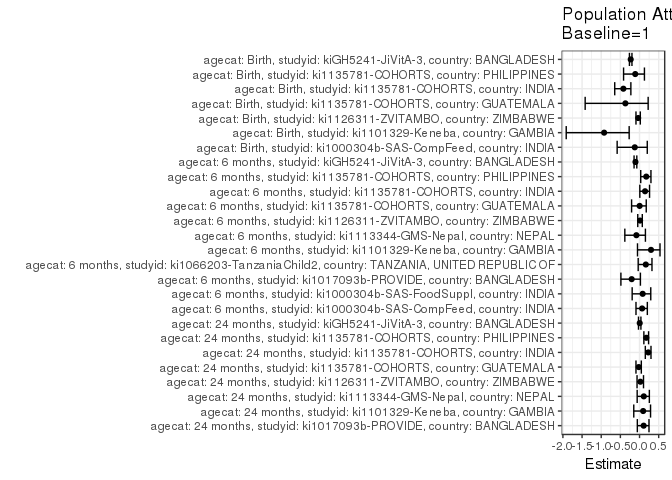 Population Att
Baseline=1
agecat: Birth, studyid: kiGH5241-JiVitA-3, country: BANGLADESH
agecat: Birth, studyid: ki1135781-COHORTS, country: PHILIPPINES
agecat: Birth, studyid: ki1135781-COHORTS, country: INDIA
agecat: Birth, studyid: ki1135781-COHORTS, country: GUATEMALA
agecat: Birth, studyid: ki1126311-ZVITAMBO, country: ZIMBABWE
agecat: Birth, studyid: ki1101329-Keneba, country: GAMBIA
agecat: Birth, studyid: ki1000304b-SAS-CompFeed, country: INDIA
agecat: 6 months, studyid: kiGH5241-JiVitA-3, country: BANGLADESH
agecat: 6 months, studyid: ki1135781-COHORTS, country: PHILIPPINES
agecat: 6 months, studyid: ki1135781-COHORTS, country: INDIA
agecat: 6 months, studyid: ki1135781-COHORTS, country: GUATEMALA
agecat: 6 months, studyid: ki1126311-ZVITAMBO, country: ZIMBABWE
agecat: 6 months, studyid: ki1113344-GMS-Nepal, country: NEPAL
agecat: 6 months, studyid: ki1101329-Keneba, country: GAMBIA
agecat: 6 months, studyid: ki1066203-TanzaniaChild2, country: TANZANIA, UNITED REPUBLIC OF
agecat: 6 months, studyid: ki1017093b-PROVIDE, country: BANGLADESH
agecat: 6 months, studyid: ki1000304b-SAS-FoodSuppl, country: INDIA
agecat: 6 months, studyid: ki1000304b-SAS-CompFeed, country: INDIA
agecat: 24 months, studyid: kiGH5241-JiVitA-3, country: BANGLADESH
agecat: 24 months, studyid: ki1135781-COHORTS, country: PHILIPPINES
agecat: 24 months, studyid: ki1135781-COHORTS, country: INDIA
agecat: 24 months, studyid: ki1135781-COHORTS, country: GUATEMALA
agecat: 24 months, studyid: ki1126311-ZVITAMBO, country: ZIMBABWE
agecat: 24 months, studyid: ki1113344-GMS-Nepal, country: NEPAL
agecat: 24 months, studyid: ki1101329-Keneba, country: GAMBIA
agecat: 24 months, studyid: ki1017093b-PROVIDE, country: BANGLADESH
-2.0 -1.5 -1.0 -0.5 0.0 0.5
Estimate